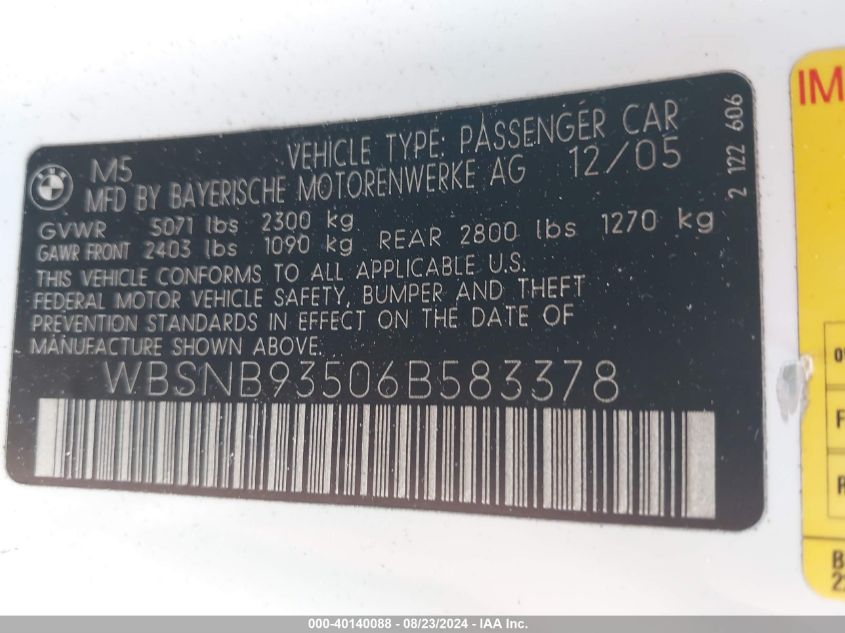 BMW
M5 VEHICLE TYPE: PASSENGER CAR
MFD BY BAYERISCHE MOTORENWERKE AG 12/05
GVWR 5071 lbs 2300 kg
GAWR FRONT 2403 lbs 1090 kg REAR 2800 lbs 1270 kg
THIS VEHICLE CONFORMS TO ALL APPLICABLE U.S.
FEDERAL MOTOR VEHICLE SAFETY, BUMPER AND THEFT
PREVENTION STANDARDS IN EFFECT ON THE DATE OF
MANUFACTURE SHOWN ABOVE.
WBSNB93506B583378
2 122 606
IM
000-40140088 - 08/23/2024 - IAA Inc.